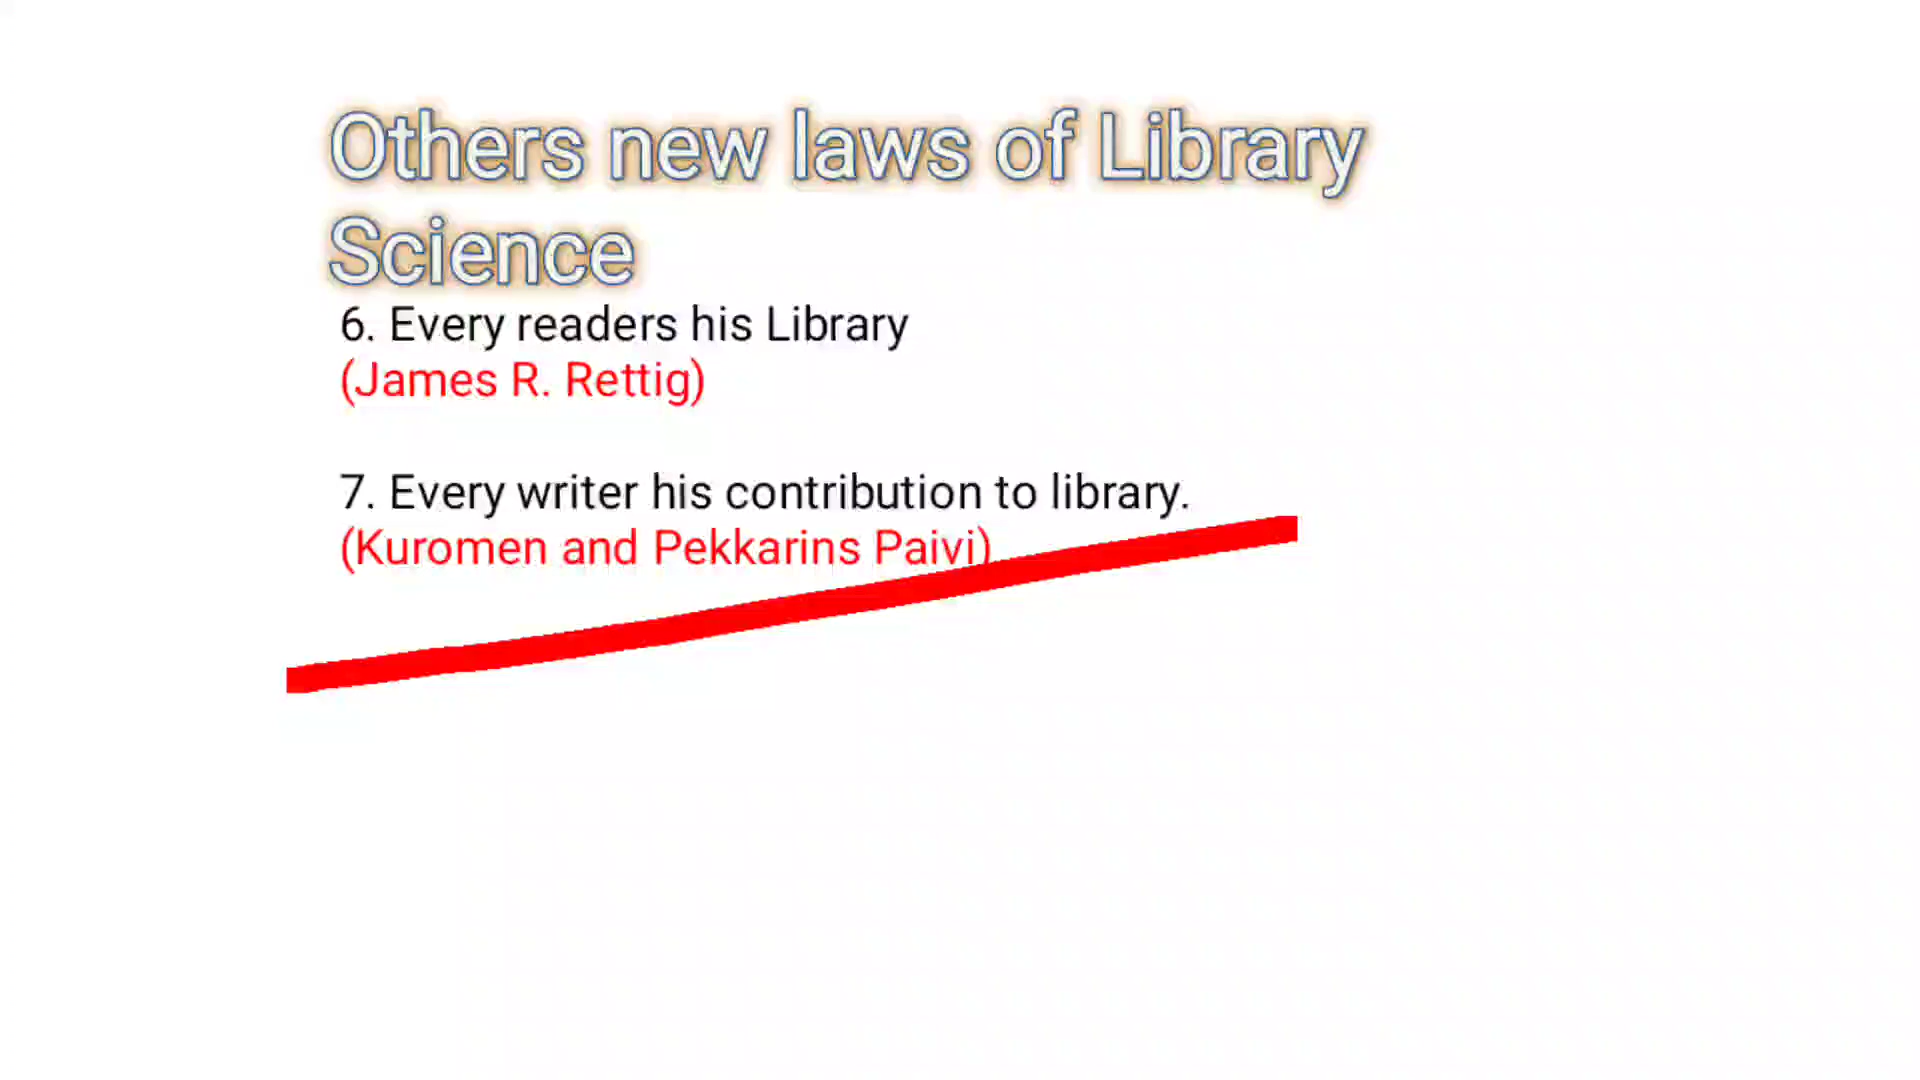 Others new laws of Library
Science
6. Every readers his Library
(James R. Rettig)
7. Every writer his contribution to library.
(Kuromen and Pekkarins Paivi)